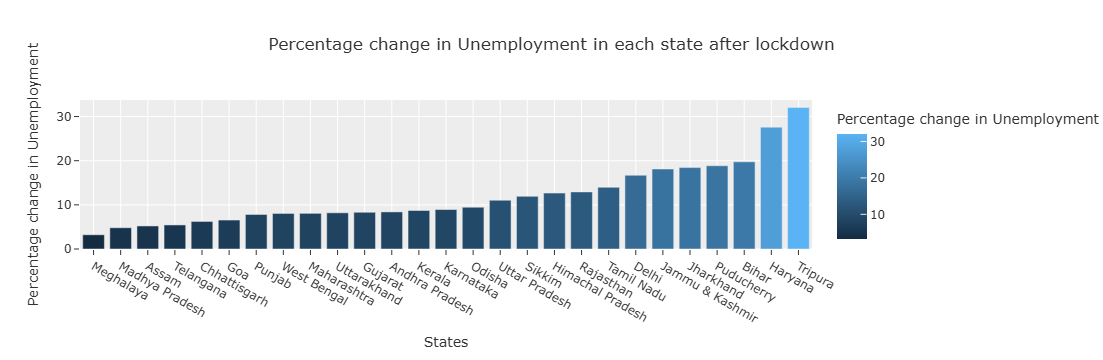 Percentage change in Unemployment in each state after lockdown
Percentage change in Unemployment
30
20
10
0
Meghalaya
Madhya Pradesh
Assam
Telangana
Chhattisgarh
Goa
Punjab
West Bengal
Maharashtra
Uttarakhand
Gujarat
Andhra Pradesh
Kerala
Karnataka
Odisha
Uttar Pradesh
Sikkim
Himachal Pradesh
Rajasthan
Tamil Nadu
Delhi
Jammu & Kashmir
Jharkhand
Puducherry
Bihar
Haryana
Tripura
States
Percentage change in Unemployment
30
20
10